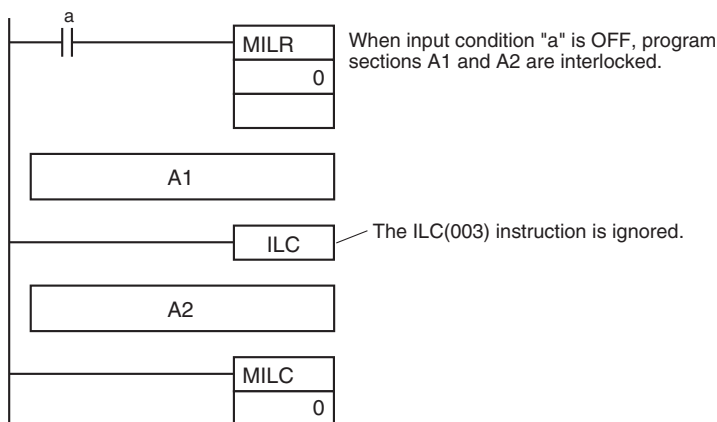 a
MILR
When input condition "a" is OFF, program
0
sections A1 and A2 are interlocked.
A1
ILC
The ILC(003) instruction is ignored.
A2
MILC
0